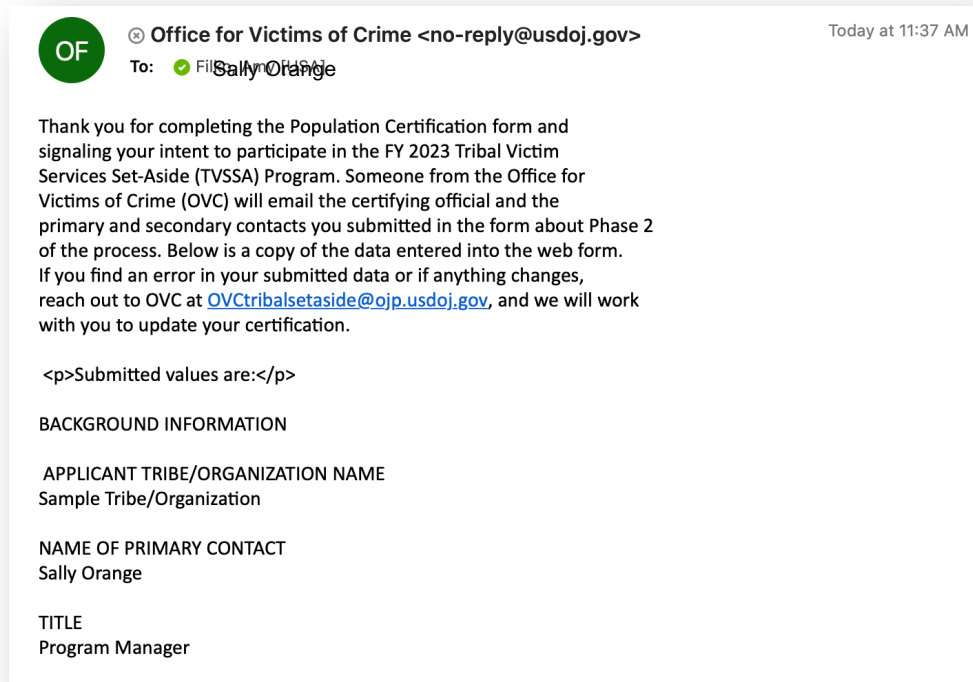 OF
Office for Victims of Crime <no-reply@usdoj.gov>
Today at 11:37 AM
To: Sally Orange
Thank you for completing the Population Certification form and
signaling your intent to participate in the FY 2023 Tribal Victim
Services Set-Aside (TVSSA) Program. Someone from the Office for
Victims of Crime (OVC) will email the certifying official and the
primary and secondary contacts you submitted in the form about Phase 2
of the process. Below is a copy of the data entered into the web form.
If you find an error in your submitted data or if anything changes,
reach out to OVC at OVCtribalsetaside@ojp.usdoj.gov, and we will work
with you to update your certification.
<p>Submitted values are:</p>
BACKGROUND INFORMATION
APPLICANT TRIBE/ORGANIZATION NAME
Sample Tribe/Organization
NAME OF PRIMARY CONTACT
Sally Orange
TITLE
Program Manager